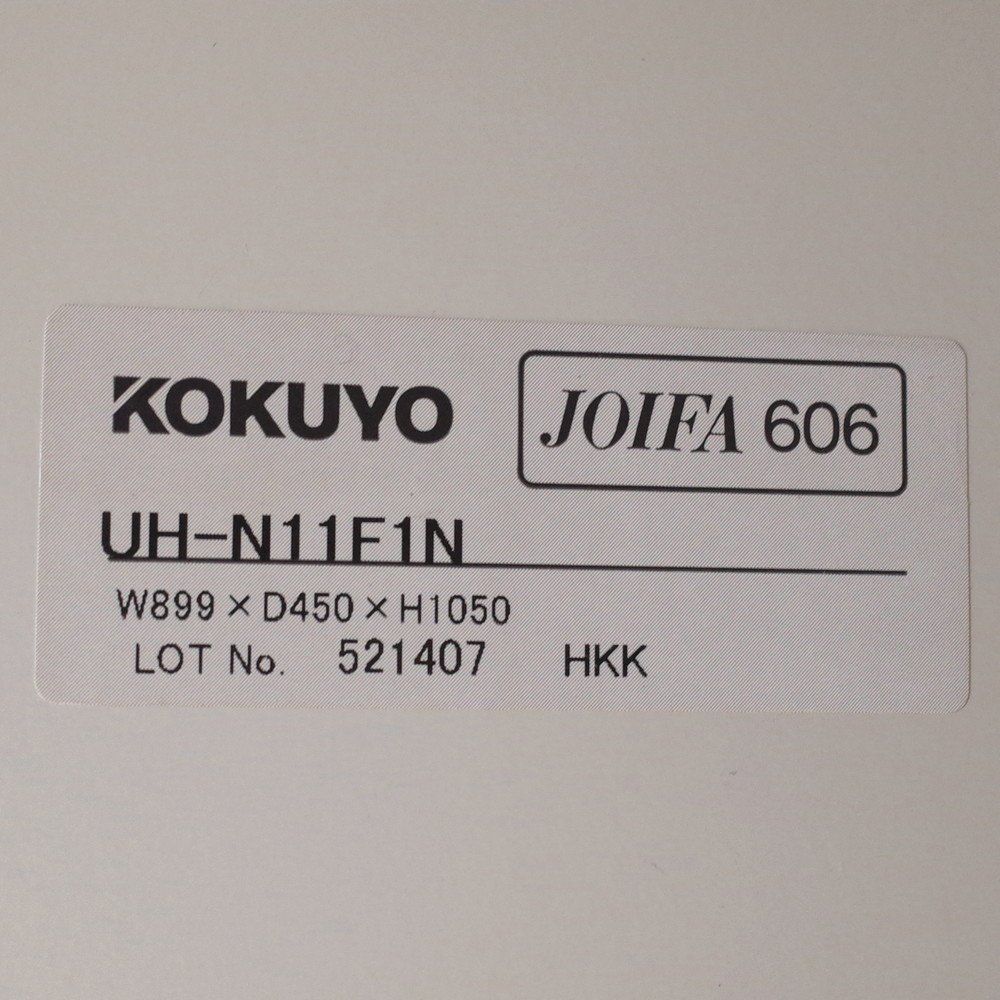 KOKUYO
JOIFA 606
UH-N11F1N
W899×D450×H1050
LOT No. 521407 HKK